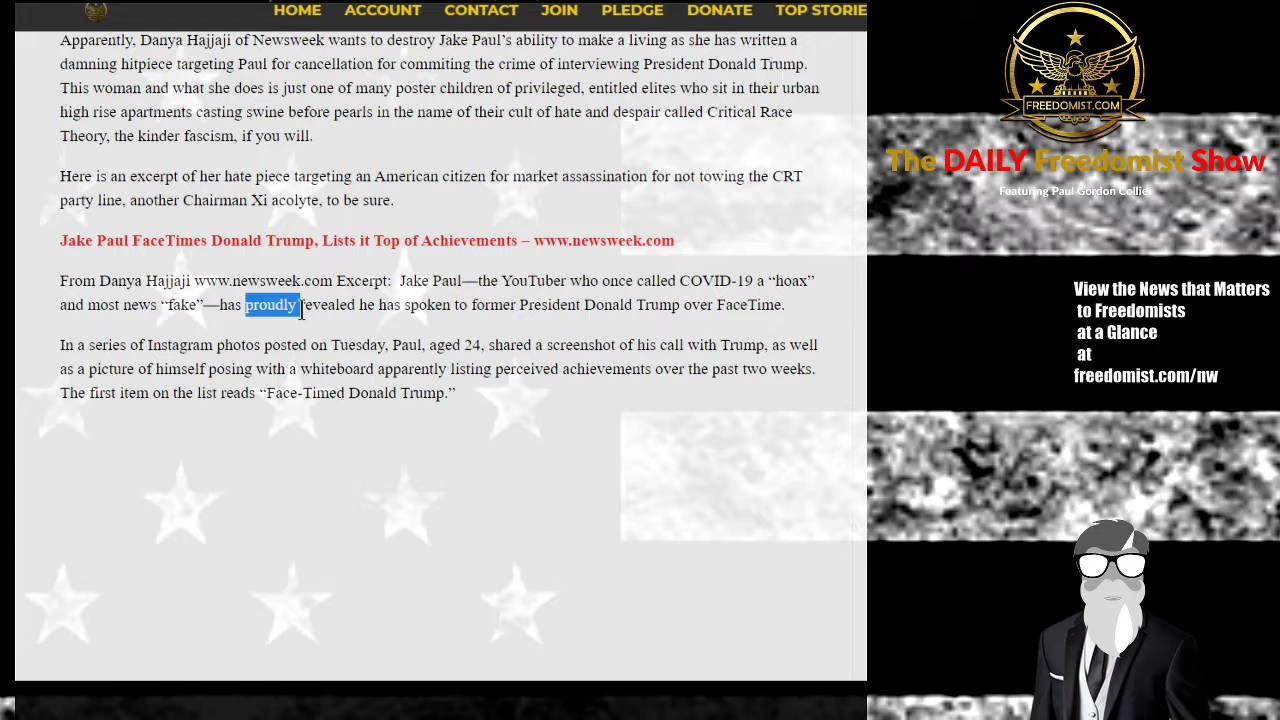 HOME ACCOUNT CONTACT JOIN PLEDGE DONATE TOP STORIE
Apparently, Danya Hajjaji of Newsweek wants to destroy Jake Paul’s ability to make a living as she has written a
damning hitpiece targeting Paul for cancellation for commiting the crime of interviewing President Donald Trump.
This woman and what she does is just one of many poster children of privileged, entitled elites who sit in their urban
high rise apartments casting swine before pearls in the name of their cult of hate and despair called Critical Race
Theory, the kinder fascism, if you will.
Here is an excerpt of her hate piece targeting an American citizen for market assassination for not towing the CRT
party line, another Chairman Xi acolyte, to be sure.
Jake Paul FaceTimes Donald Trump, Lists it Top of Achievements – www.newsweek.com
From Danya Hajjaji www.newsweek.com Excerpt: Jake Paul—the YouTuber who once called COVID-19 a “hoax”
and most news “fake”—has proudly revealed he has spoken to former President Donald Trump over FaceTime.
In a series of Instagram photos posted on Tuesday, Paul, aged 24, shared a screenshot of his call with Trump, as well
as a picture of himself posing with a whiteboard apparently listing perceived achievements over the past two weeks.
The first item on the list reads “Face-Timed Donald Trump.”
FREEDOMIST.COM
The DAILY Freedomist Show
Featuring Paul Gordon Collier
View the News that Matters
to Freedomists
at a Glance
at
freedomist.com/nw